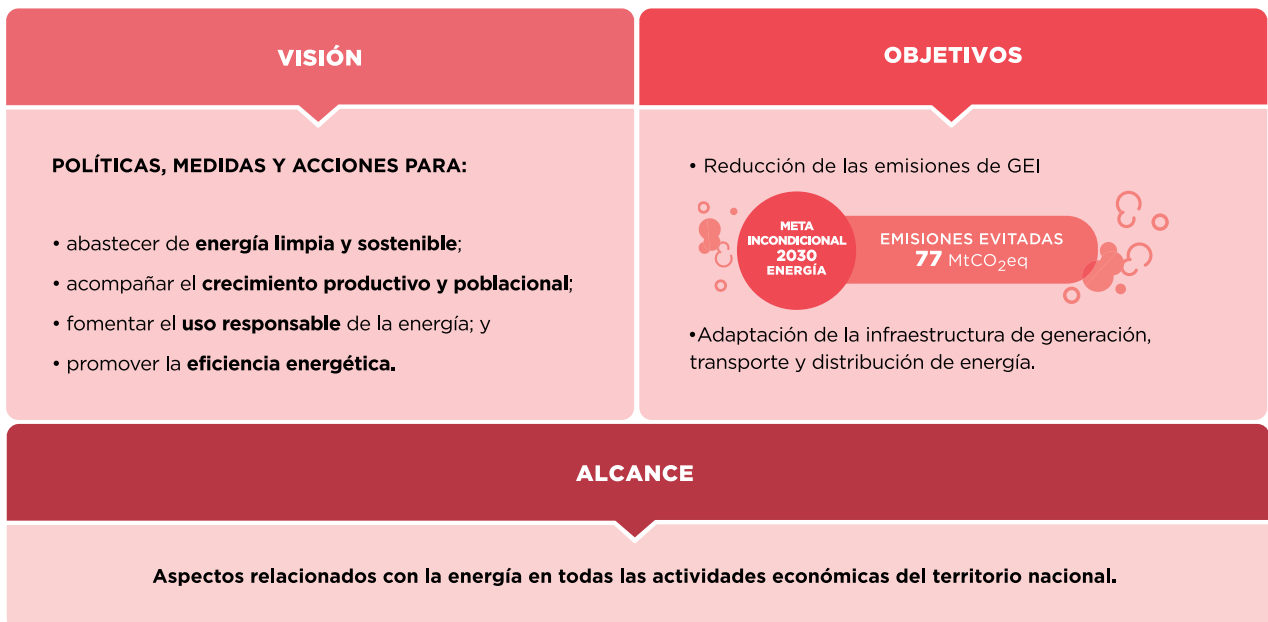 VISIÓN
POLÍTICAS, MEDIDAS Y ACCIONES PARA:
• abastecer de energía limpia y sostenible;
• acompañar el crecimiento productivo y poblacional;
• fomentar el uso responsable de la energía; y
• promover la eficiencia energética.
OBJETIVOS
• Reducción de las emisiones de GEI
META
INCONDICIONAL
2030
ENERGÍA
EMISIONES EVITADAS
77 MtCO₂eq
•Adaptación de la infraestructura de generación,
transporte y distribución de energía.
ALCANCE
Aspectos relacionados con la energía en todas las actividades económicas del territorio nacional.